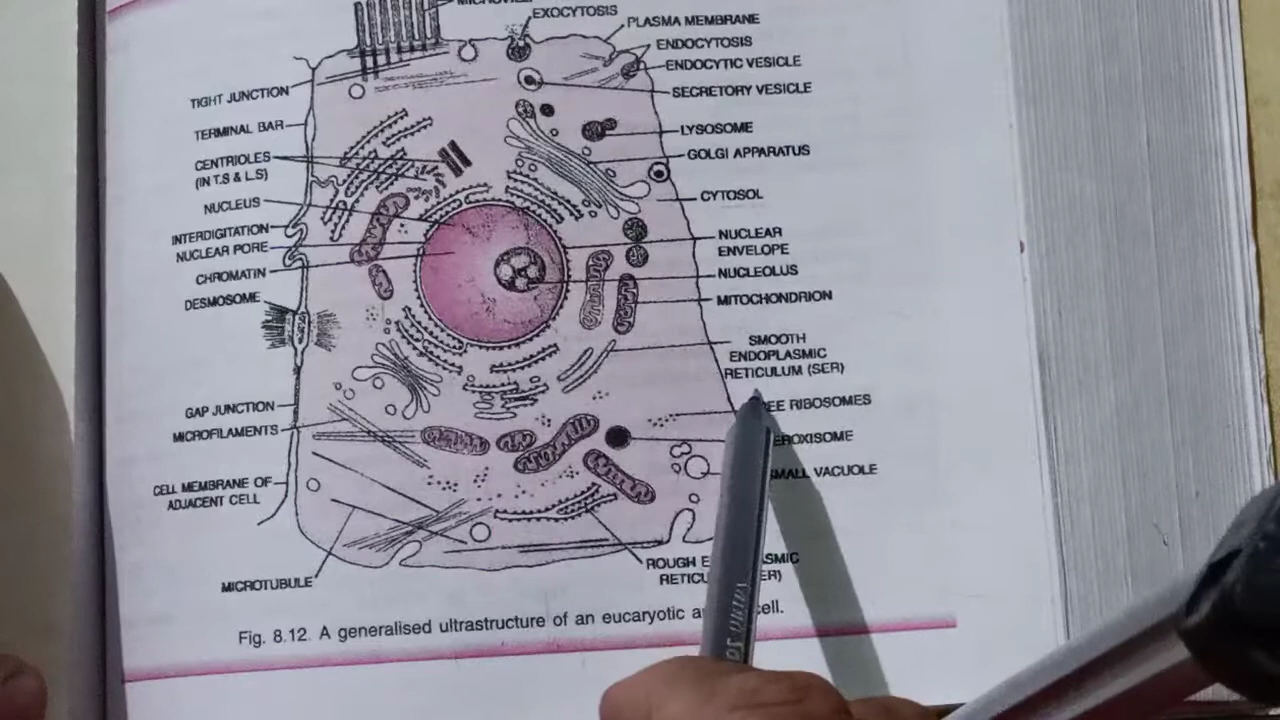 EXOCYTOSIS
PLASMA MEMBRANE
ENDOCYTOSIS
ENDOCYTIC VESICLE
SECRETORY VESICLE
LYSOSOME
GOLGI APPARATUS
CYTOSOL
NUCLEAR
ENVELOPE
NUCLEOLUS
MITOCHONDRION
SMOOTH
ENDOPLASMIC
RETICULUM (SER)
RIBOSOMES
SMALL VACUOLE
ROUGH
TIGHT JUNCTION
TERMINAL BAR
CENTRIOLES
(IN T.S & L.S)
NUCLEUS
INTERDIGITATION
NUCLEAR PORE
CHROMATIN
DESMOSOME
GAP JUNCTION
MICROFILAMENTS
CELL MEMBRANE OF
ADJACENT CELL
MICROTUBULE
Fig. 8.12. A generalised ultrastructure of an eucaryotic cell.